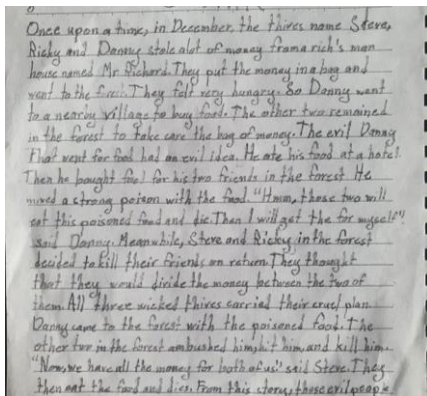 Once upon a time, in December, the thires name Steve,
Ricky and Danny stole alot of money from a rich's man
house named Mr Richard. They put the money in a bag and
went to the They felt very hungry. So Danny went
to a nearby village to buy food. The other two remained
in the forest to take care the bag of money. The evil Danny
that went for food had an evil idea. He ate his food at a hotel.
Then he bought for his two friends in the forest He
mixed a strong poison with the food. "Hmm, those two will
eat this poisoned food and die. Then I will get the for myself"
said Danny. Meanwhile, Steve and Ricky, in the forest
decided to kill their friends on return. They thought
that they would divide the money between the two of
them. All three wicked thires carried their cruel plan.
Danny came to the forest with the poisoned food. The
other two in the forest ambushed him, hit him, and kill him.
"Now, we have all the money for both of us" said Steve. They
then eat the food and dies. From this story, those evil people